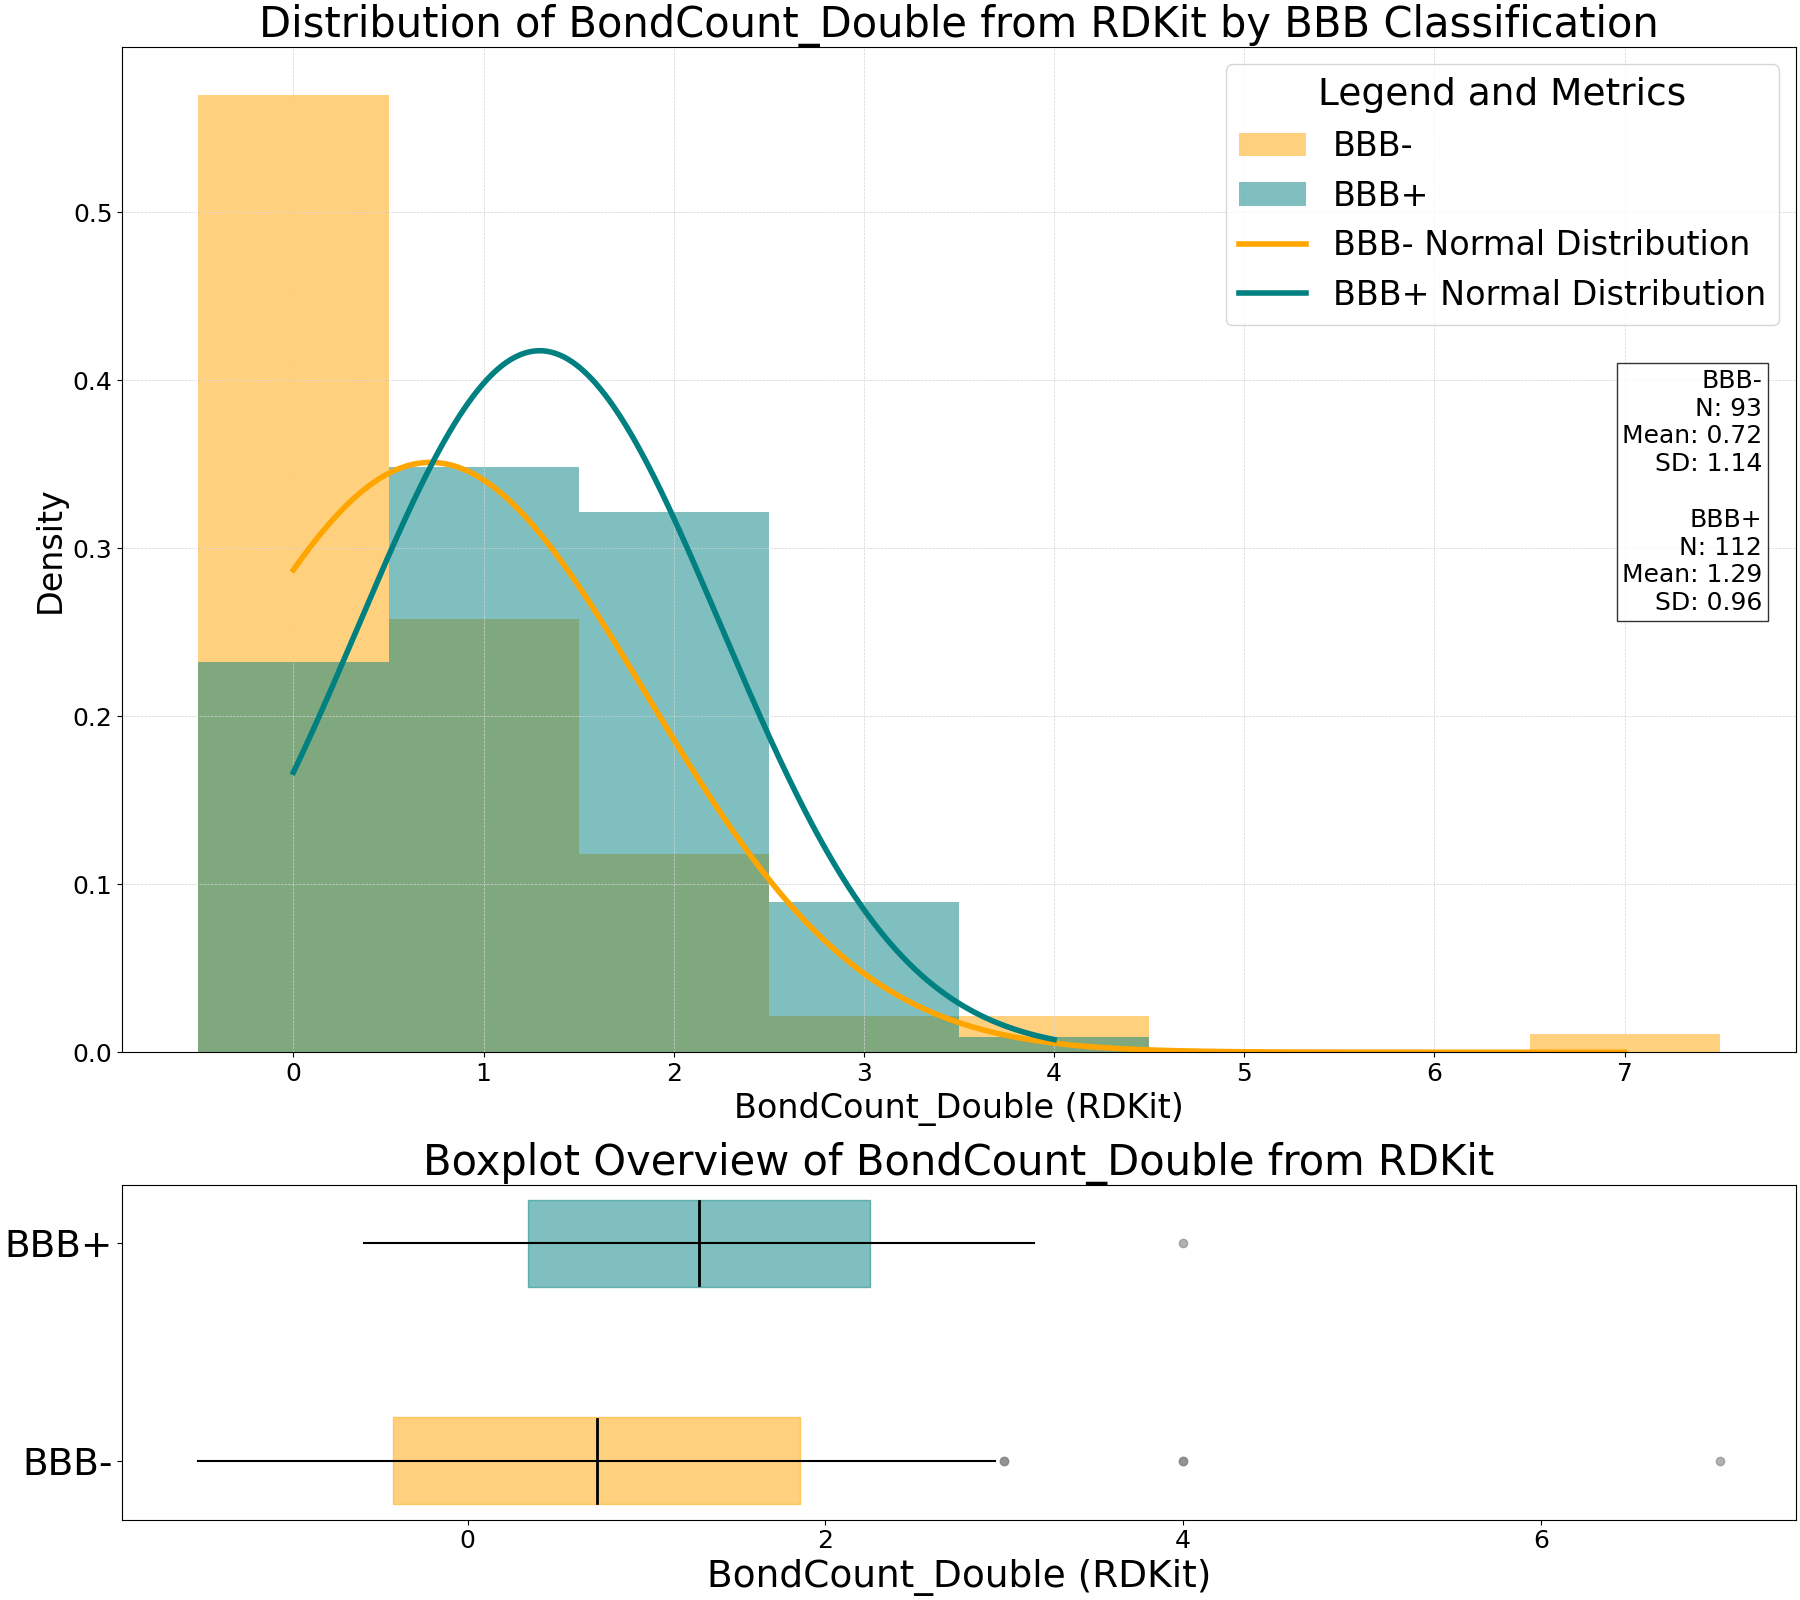 Distribution of BondCount_Double from RDKit by BBB Classification
Legend and Metrics
BBB-
BBB+
BBB- Normal Distribution
BBB+ Normal Distribution
BBB-
N: 93
Mean: 0.72
SD: 1.14
BBB+
N: 112
Mean: 1.29
SD: 0.96
Density
0.5
0.4
0.3
0.2
0.1
0.0
0 1 2 3 4 5 6 7
BondCount_Double (RDKit)
Boxplot Overview of BondCount_Double from RDKit
BBB+
BBB-
0 2 4 6
BondCount_Double (RDKit)